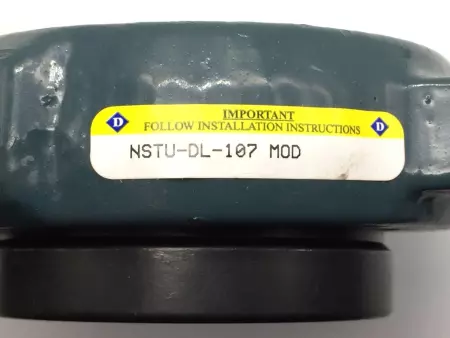 IMPORTANT
D FOLLOW INSTALLATION INSTRUCTIONS D
NSTU-DL-107 MOD